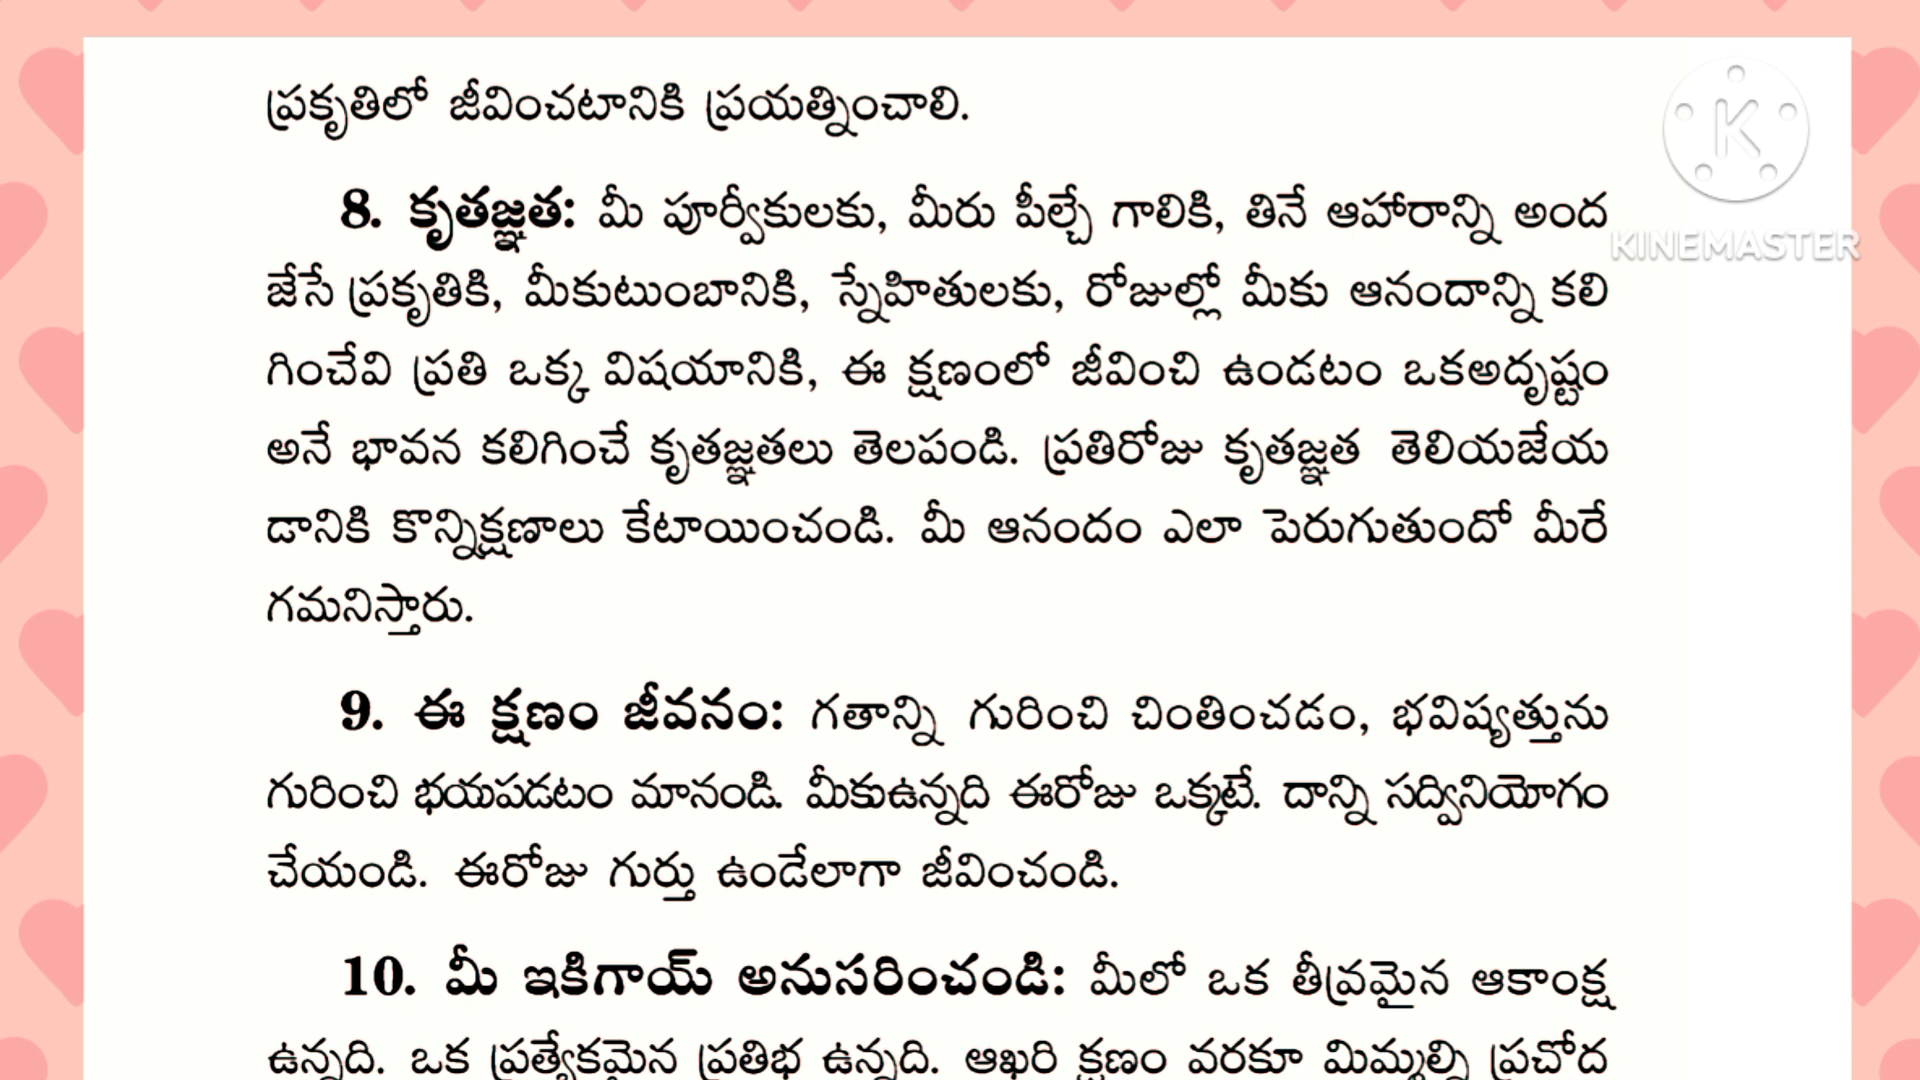 ప్రకృతిలో జీవించటానికి ప్రయత్నించాలి.
8. కృతజ్ఞత: మీ పూర్వీకులకు, మీరు పీల్చే గాలికి, తినే ఆహారాన్ని అంద
జేసే ప్రకృతికి, మీకుటుంబానికి, స్నేహితులకు, రోజుల్లో మీకు ఆనందాన్ని కలి
గించేవి ప్రతి ఒక్క విషయానికి, ఈ క్షణంలో జీవించి ఉండటం ఒకఅదృష్టం
అనే భావన కలిగించే కృతజ్ఞతలు తెలపండి. ప్రతిరోజు కృతజ్ఞత తెలియజేయ
డానికి కొన్నిక్షణాలు కేటాయించండి. మీ ఆనందం ఎలా పెరుగుతుందో మీరే
గమనిస్తారు.
9. ఈ క్షణం జీవనం: గతాన్ని గురించి చింతించడం, భవిష్యత్తును
గురించి భయపడటం మానండి. మీకుఉన్నది ఈరోజు ఒక్కటే. దాన్ని సద్వినియోగం
చేయండి. ఈరోజు గుర్తు ఉండేలాగా జీవించండి.
10. మీ ఇకిగాయ్ అనుసరించండి: మీలో ఒక తీవ్రమైన ఆకాంక్ష
ఉన్నది. ఒక ప్రత్యేకమైన ప్రతిభ ఉన్నది. ఆఖరి క్షణం వరకూ మిమ్మల్ని ప్రచోద
K
KINEMASTER